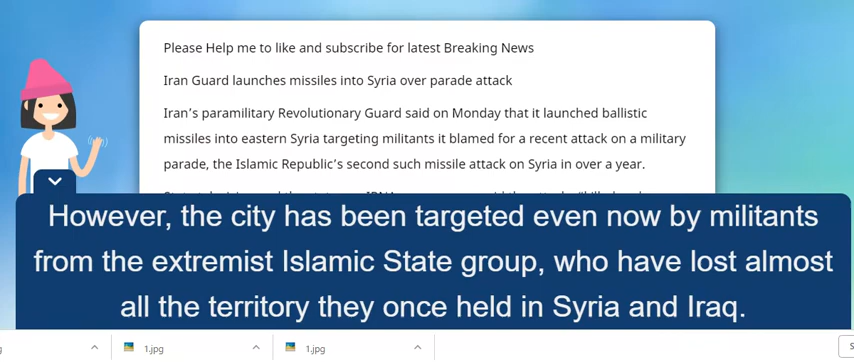 Please Help me to like and subscribe for latest Breaking News
Iran Guard launches missiles into Syria over parade attack
Iran's paramilitary Revolutionary Guard said on Monday that it launched ballistic
missiles into eastern Syria targeting militants it blamed for a recent attack on a military
parade, the Islamic Republic's second such missile attack on Syria in over a year.
However, the city has been targeted even now by militants
from the extremist Islamic State group, who have lost almost
all the territory they once held in Syria and Iraq.
1.jpg
1.jpg